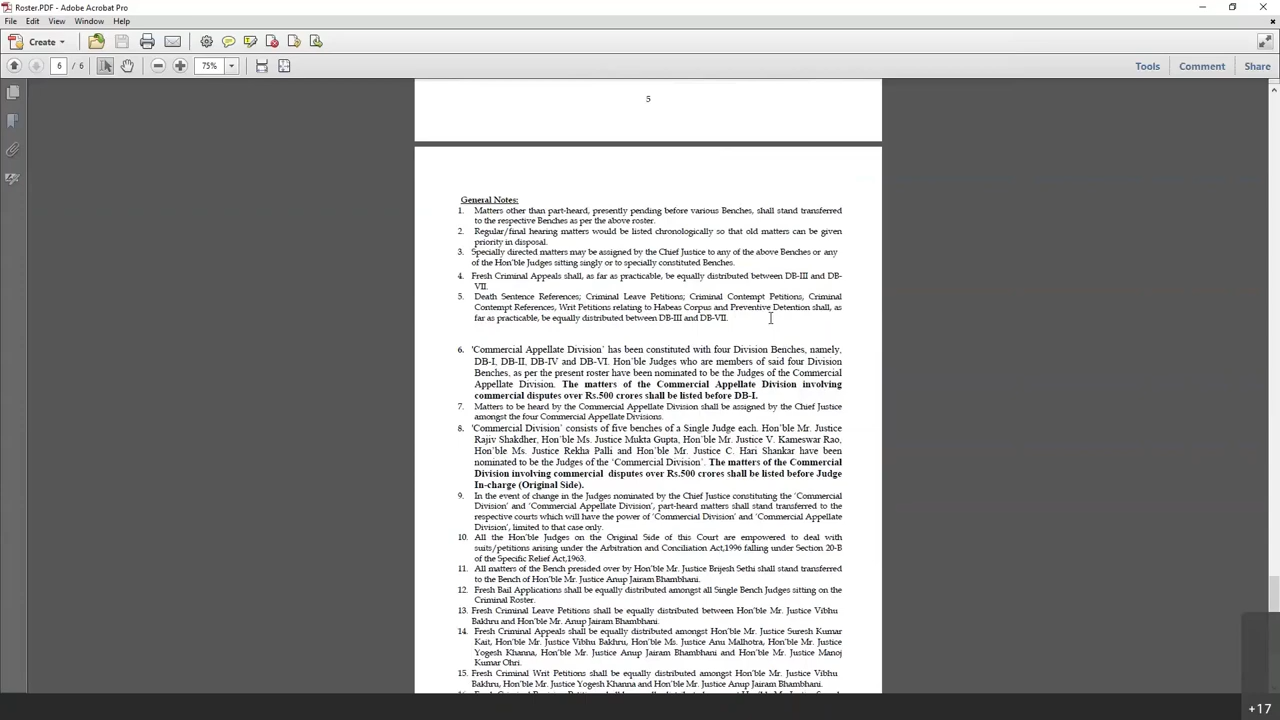 Roster.PDF - Adobe Acrobat Pro
File Edit View Window Help
Create
6 / 6 75% Tools Comment Share
5
General Notes:
1. Matters other than part-heard, presently pending before various Benches, shall stand transferred
to the respective Benches as per the above roster.
2. Regular/final hearing matters would be listed chronologically so that old matters can be given
priority in disposal.
3. Specially directed matters may be assigned by the Chief Justice to any of the above Benches or any
of the Hon'ble Judges sitting singly or to specially constituted Benches.
4. Fresh Criminal Appeals shall, as far as practicable, be equally distributed between DB-III and DB-
VII.
5. Death Sentence References; Criminal Leave Petitions; Criminal Contempt Petitions, Criminal
Contempt References, Writ Petitions relating to Habeas Corpus and Preventive Detention shall, as
far as practicable, be equally distributed between DB-III and DB-VII.
6. 'Commercial Appellate Division' has been constituted with four Division Benches, namely,
DB-I, DB-II, DB-IV and DB-VI. Hon'ble Judges who are members of said four Division
Benches, as per the present roster have been nominated to be the Judges of the Commercial
Appellate Division. The matters of the Commercial Appellate Division involving
commercial disputes over Rs.500 crores shall be listed before DB-I.
7. Matters to be heard by the Commercial Appellate Division shall be assigned by the Chief Justice
amongst the four Commercial Appellate Divisions.
8. 'Commercial Division' consists of five benches of a Single Judge each. Hon'ble Mr. Justice
Rajiv Shakdher, Hon'ble Ms. Justice Mukta Gupta, Hon'ble Mr. Justice V. Kameswar Rao,
Hon'ble Ms. Justice Rekha Palli and Hon'ble Mr. Justice C. Hari Shankar have been
nominated to be the Judges of the 'Commercial Division'. The matters of the Commercial
Division involving commercial disputes over Rs.500 crores shall be listed before Judge
In-charge (Original Side).
9. In the event of change in the Judges nominated by the Chief Justice constituting the 'Commercial
Division' and 'Commercial Appellate Division', part-heard matters shall stand transferred to the
respective courts which will have the power of 'Commercial Division' and 'Commercial Appellate
Division', limited to that case only.
10. All the Hon'ble Judges on the Original Side of this Court are empowered to deal with
suits/petitions arising under the Arbitration and Conciliation Act,1996 falling under Section 20-B
of the Specific Relief Act,1963.
11. All matters of the Bench presided over by Hon'ble Mr. Justice Brijesh Sethi shall stand transferred
to the Bench of Hon'ble Mr. Justice Anup Jairam Bhambhani.
12. Fresh Bail Applications shall be equally distributed amongst all Single Bench Judges sitting on the
Criminal Roster.
13. Fresh Criminal Leave Petitions shall be equally distributed between Hon'ble Mr. Justice Vibhu
Bakhru and Hon'ble Mr. Anup Jairam Bhambhani.
14. Fresh Criminal Appeals shall be equally distributed amongst Hon'ble Mr. Justice Suresh Kumar
Kait, Hon'ble Mr. Justice Vibhu Bakhru, Hon'ble Ms. Justice Anu Malhotra, Hon'ble Mr. Justice
Yogesh Khanna, Hon'ble Mr. Justice Anup Jairam Bhambhani and Hon'ble Mr. Justice Manoj
Kumar Ohri.
15. Fresh Criminal Writ Petitions shall be equally distributed amongst Hon'ble Mr. Justice Vibhu
Bakhru, Hon'ble Mr. Justice Yogesh Khanna and Hon'ble Mr. Justice Anup Jairam Bhambhani.
+17